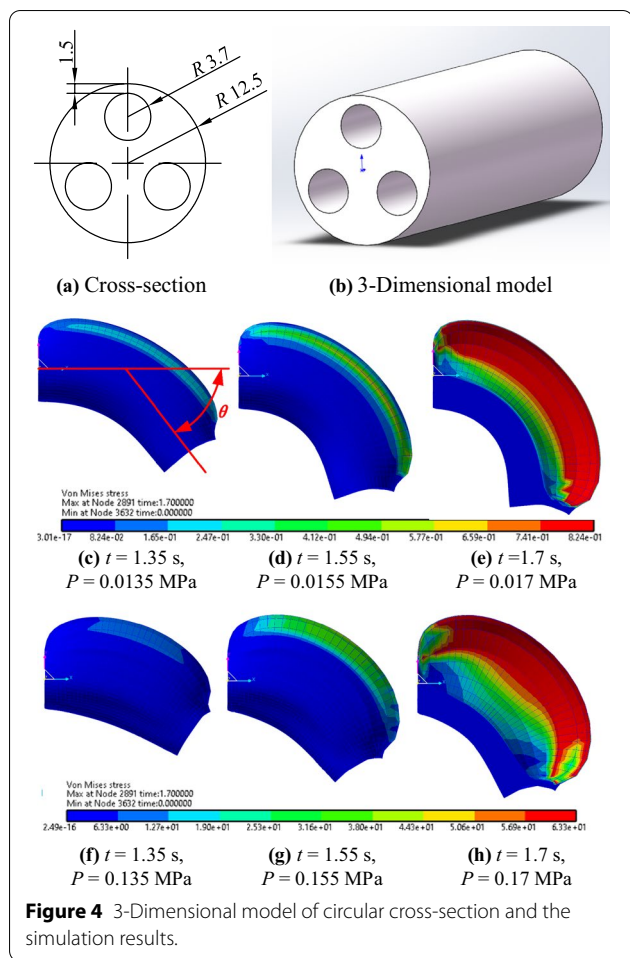 1.5
R 3.7
R 12.5
(a) Cross-section
(b) 3-Dimensional model
θ
Von Mises stress
Max at Node 2891 time:1.700000
Min at Node 3632 time:0.000000
3.01e-17 8.24e-02 1.65e-01 2.47e-01 3.30e-01 4.12e-01 4.94e-01 5.77e-01 6.59e-01 7.41e-01 8.24e-01
(c) t = 1.35 s,
P = 0.0135 MPa
(d) t = 1.55 s,
P = 0.0155 MPa
(e) t =1.7 s,
P = 0.017 MPa
Von Mises stress
Max at Node 2891 time:1.700000
Min at Node 3632 time:0.000000
2.49e-16 6.33e+00 1.27e+01 1.90e+01 2.53e+01 3.16e+01 3.80e+01 4.43e+01 5.06e+01 5.69e+01 6.33e+01
(f) t = 1.35 s,
P = 0.135 MPa
(g) t = 1.55 s,
P = 0.155 MPa
(h) t = 1.7 s,
P = 0.17 MPa
Figure 4 3-Dimensional model of circular cross-section and the
simulation results.